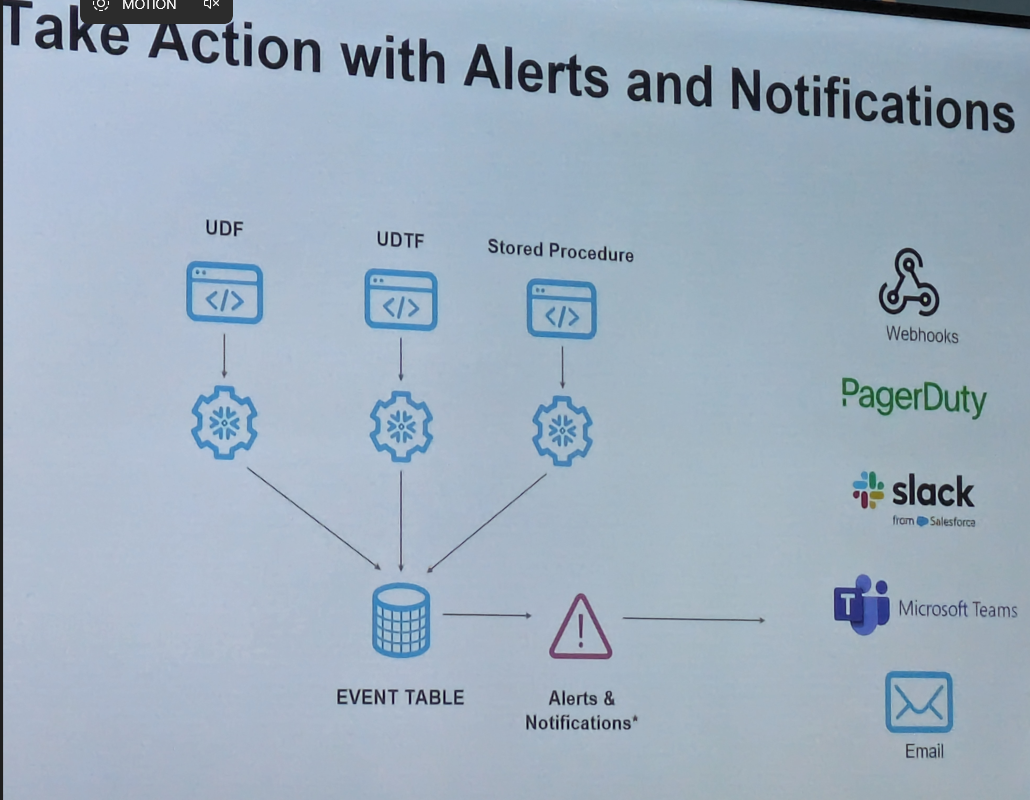 MOTION
Take Action with Alerts and Notifications
UDF
UDTF
Stored Procedure
</>
</>
</>
Webhooks
PagerDuty
slack
from Salesforce
T
Microsoft Teams
!
EVENT TABLE
Alerts &
Notifications*
Email